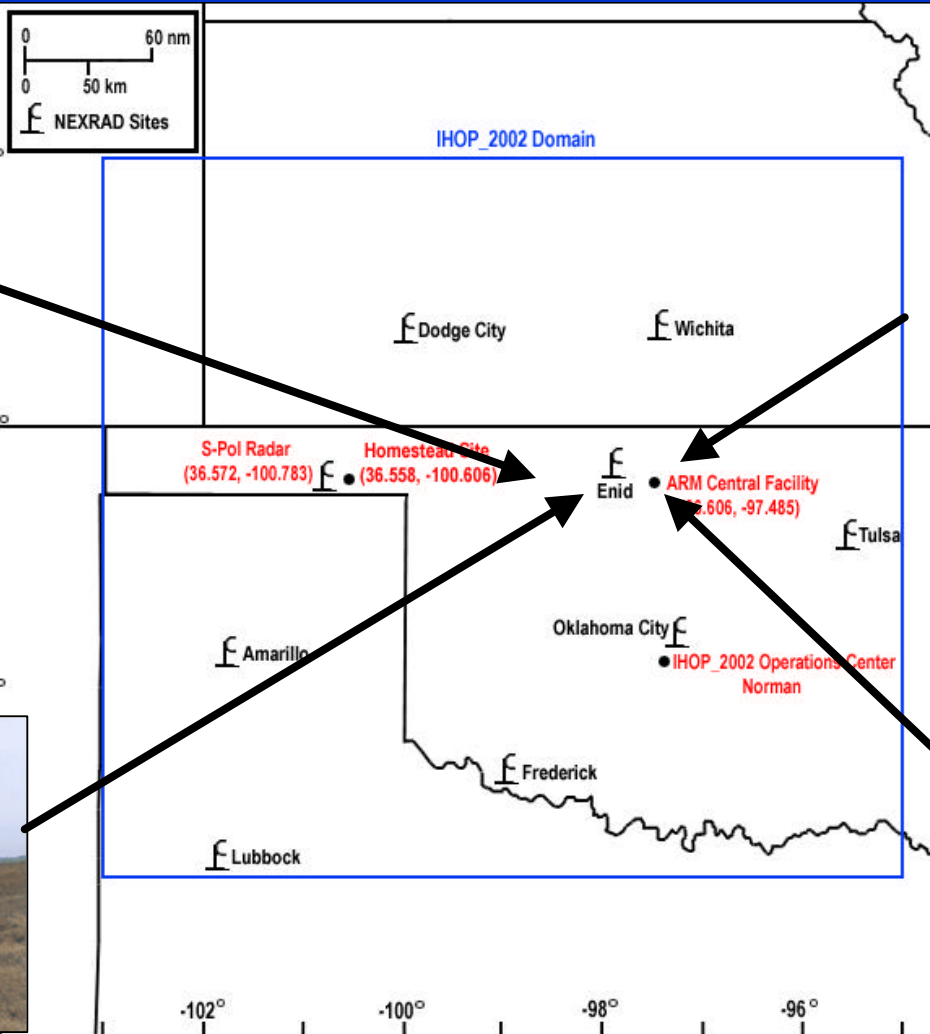 0 60 nm
0 50 km
NEXRAD Sites
IHOP_2002 Domain
Dodge City
Wichita
S-Pol Radar
(36.572, -100.783)
Homestead Site
(36.558, -100.606)
Enid
ARM Central Facility
.606, -97.485)
Tulsa
Oklahoma City
IHOP_2002 Operations Center
Norman
Amarillo
Frederick
Lubbock
-102° -100° -98° -96°